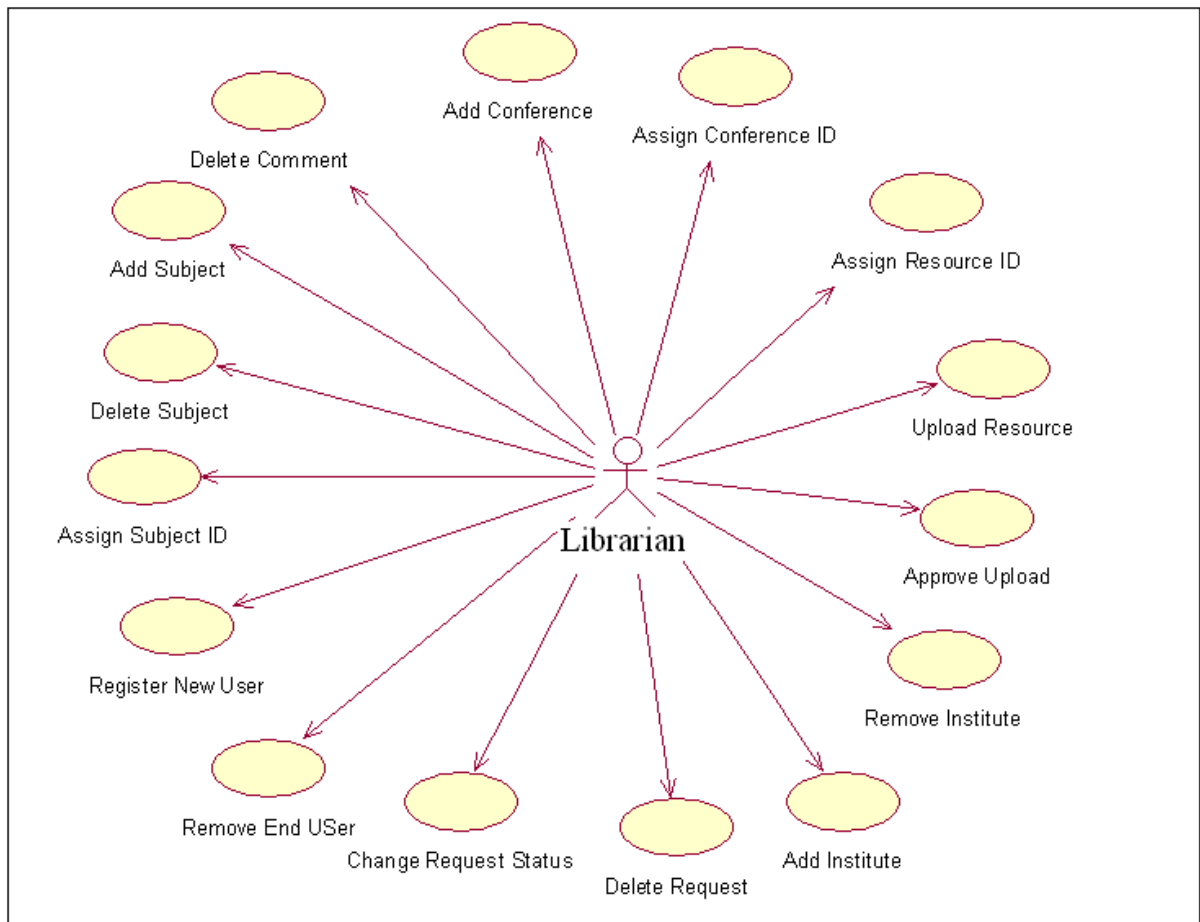 Add Conference
Assign Conference ID
Delete Comment
Add Subject
Assign Resource ID
Delete Subject
Upload Resource
Assign Subject ID
Librarian
Approve Upload
Register New User
Remove Institute
Remove End USer
Change Request Status
Add Institute
Delete Request